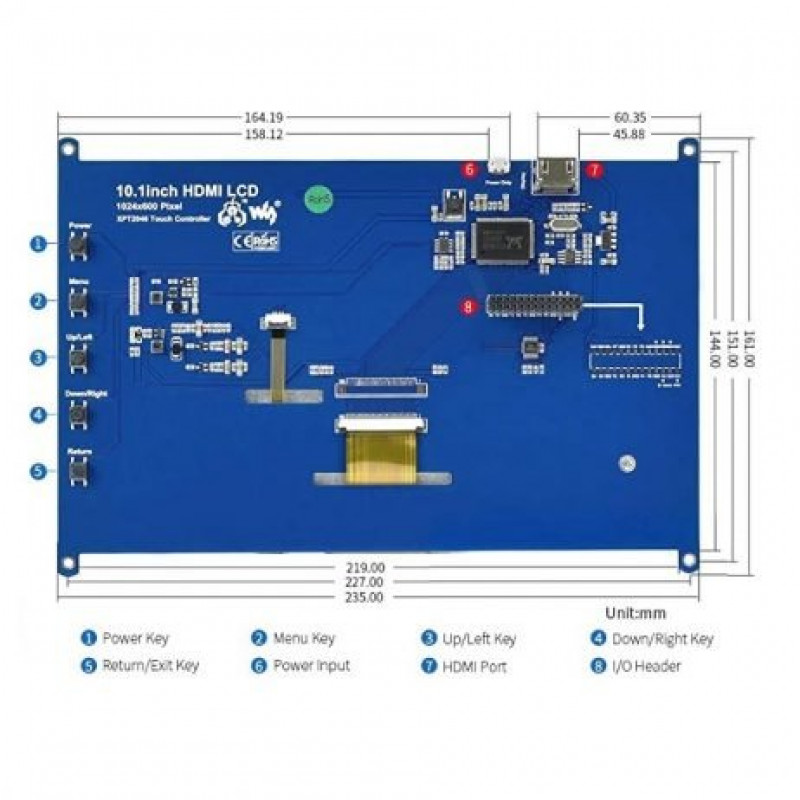 164.19
60.35
158.12
45.88
6
7
Power Only
10.1inch HDMI LCD
1024x600 Pixel
XPT2046 Touch Controller
RoHS
CE RoHS
Power
1
Menu
2
8
Up/Left
3
144.00
151.00
161.00
Down/Right
4
Return
5
219.00
227.00
235.00
Unit:mm
1 Power Key
2 Menu Key
3 Up/Left Key
4 Down/Right Key
5 Return/Exit Key
6 Power Input
7 HDMI Port
8 I/O Header